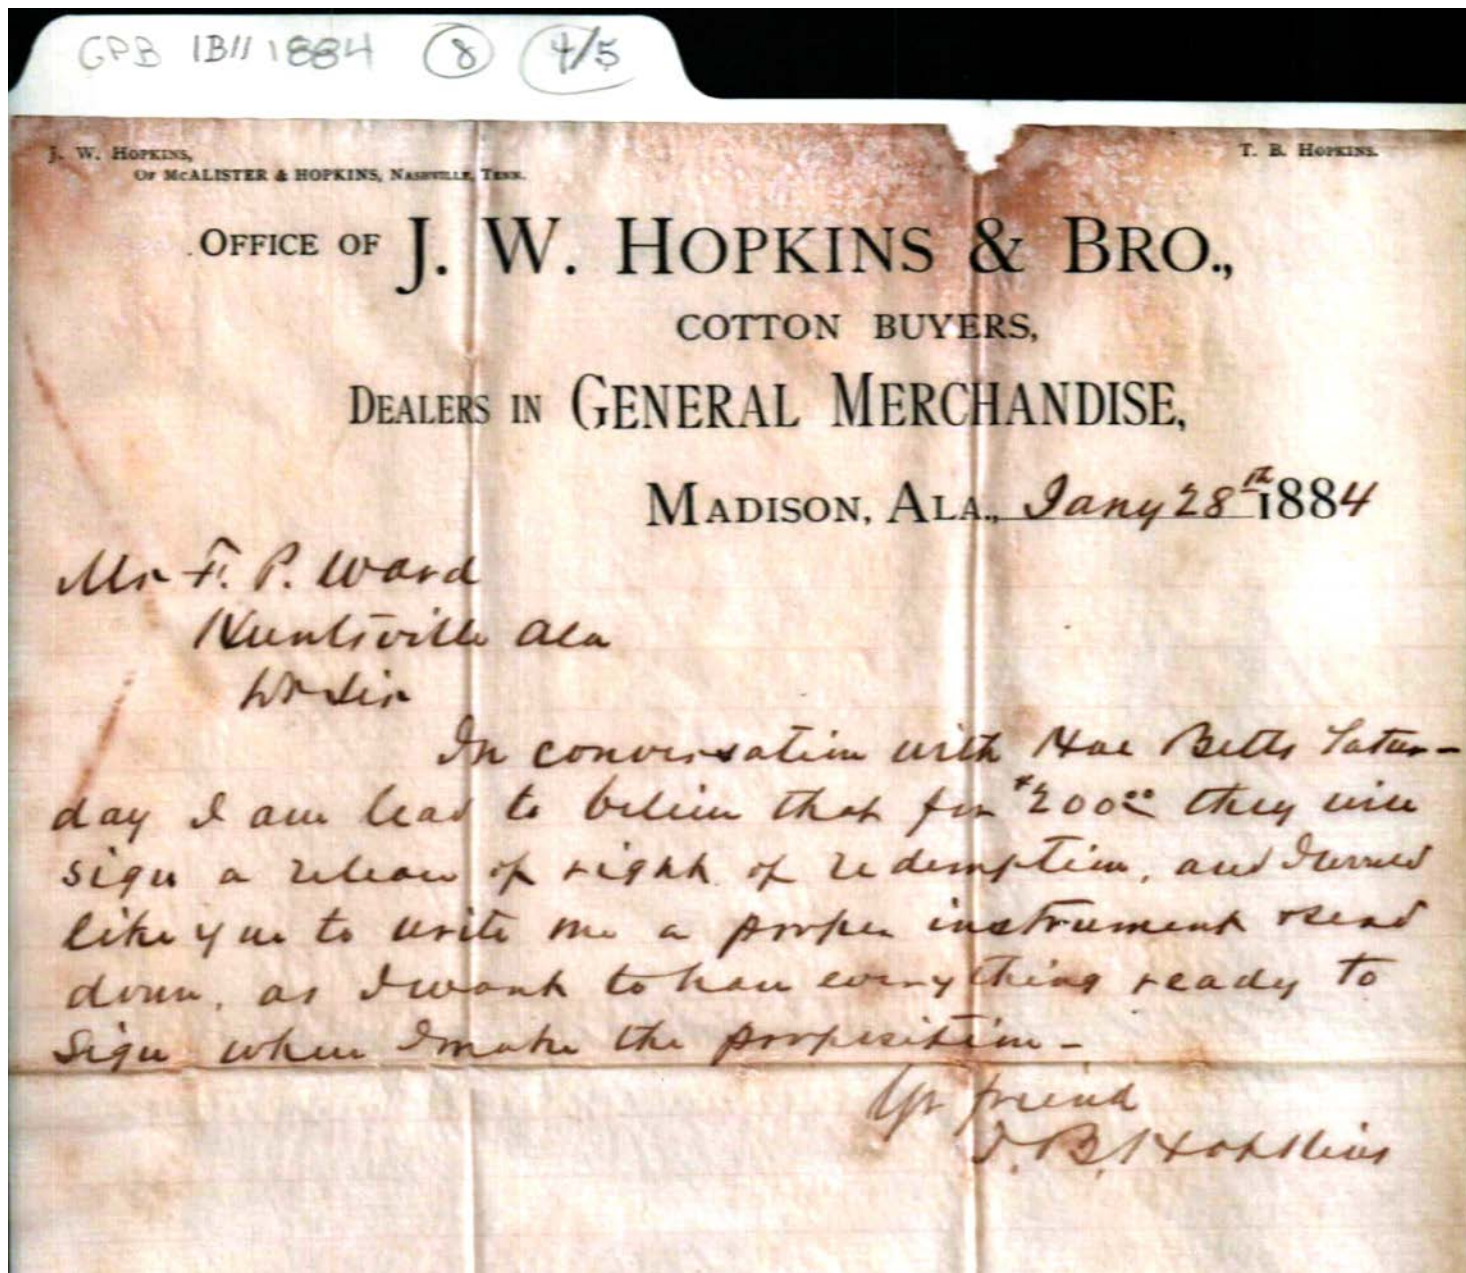 GPB IBII 1884 8 4/5
J. W. HOPKINS, T. B. HOPKINS.
OF MCALISTER & HOPKINS, NASHVILLE, TENN.
OFFICE OF J. W. HOPKINS & BRO.,
COTTON BUYERS,
DEALERS IN GENERAL MERCHANDISE,
MADISON, ALA., Jany 28th 1884
Mr F. P. Ward
Huntsville Ala
Dr Sir
In conversation with Betts Satur-
day I am lead to believe that for $200.00 they will
sign a release of right of redemption, and I would
like you to write me a proper instrument & send
down, as I want to have everything ready to
sign when I make the proposition -
Yr friend
T. B. Hopkins